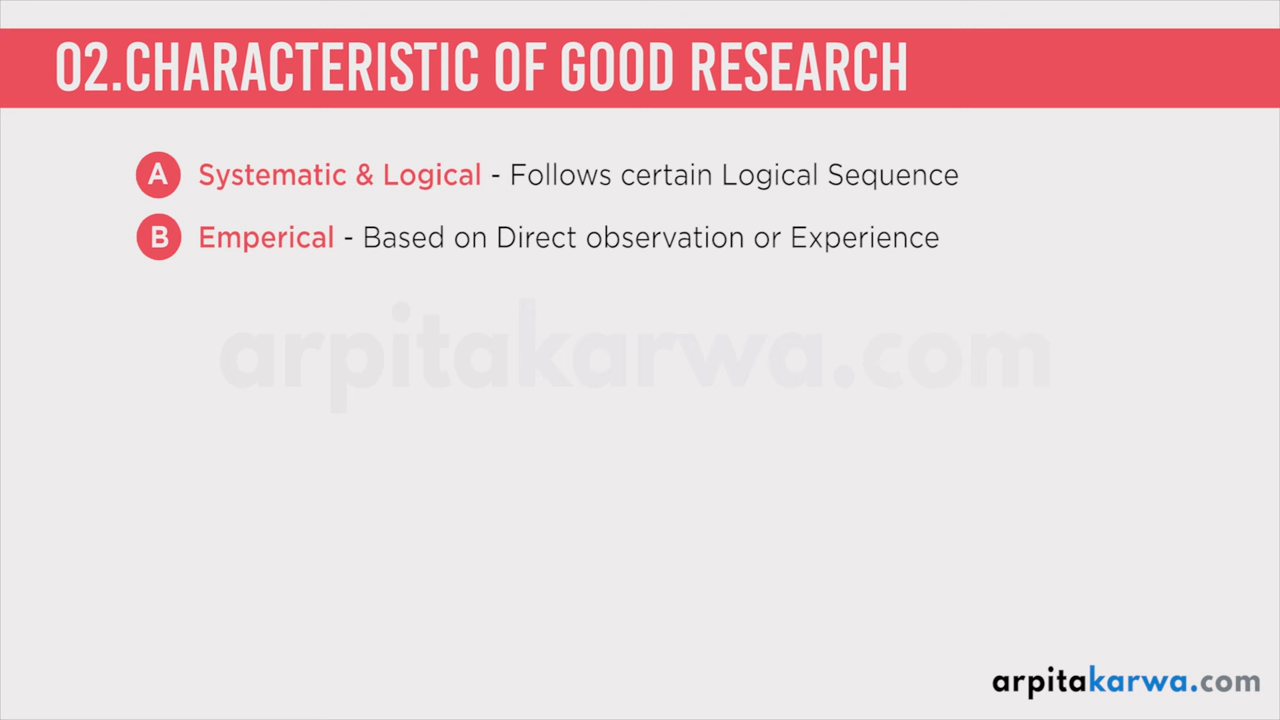 02.CHARACTERISTIC OF GOOD RESEARCH
A Systematic & Logical - Follows certain Logical Sequence
B Emperical - Based on Direct observation or Experience
arpitakarwa.com
arpitakarwa.com